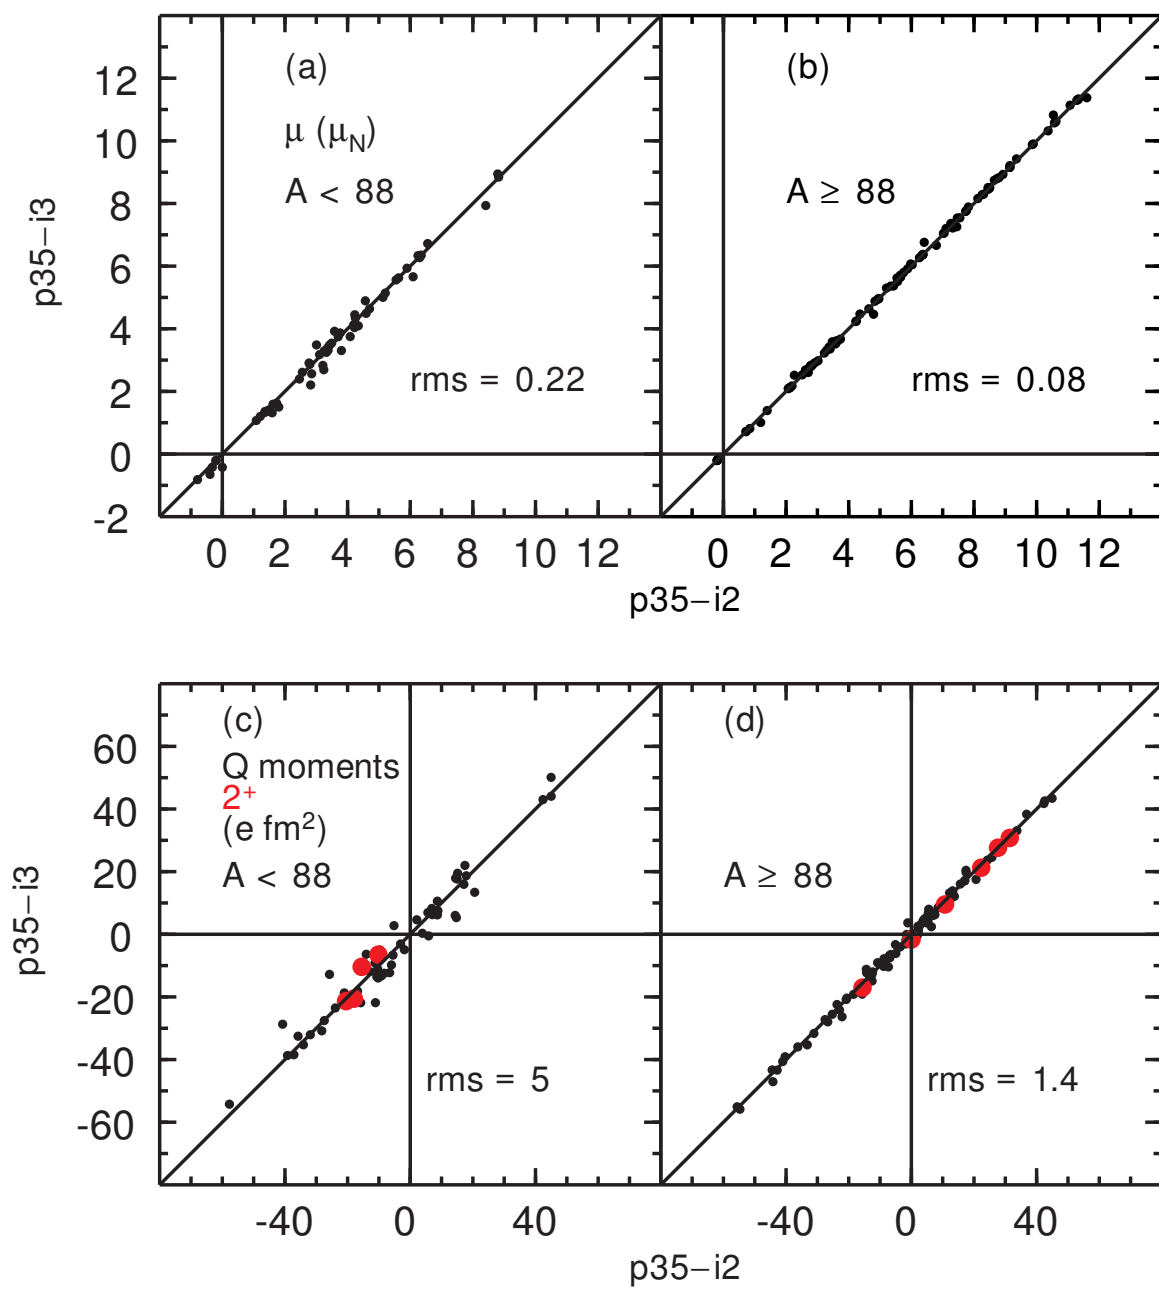 (a)
μ (μN)
A < 88
rms = 0.22
(b)
A ≥ 88
rms = 0.08
12
10
8
6
4
2
0
-2
p35−i3
0 2 4 6 8 10 12
0 2 4 6 8 10 12
p35−i2
(c)
Q moments
2+
(e fm2)
A < 88
rms = 5
(d)
A ≥ 88
rms = 1.4
60
40
20
0
-20
-40
-60
p35−i3
-40 0 40
-40 0 40
p35−i2